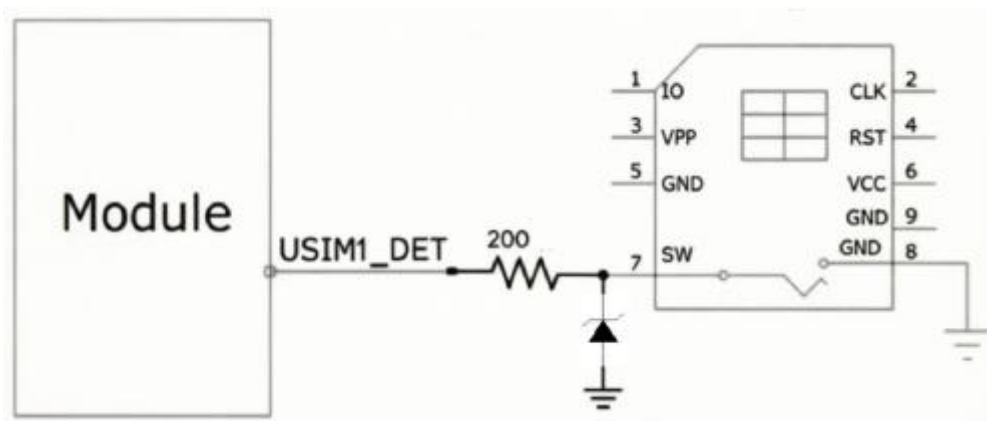 Module
USIM1_DET
200
1 IO
CLK 2
3 VPP
RST 4
5 GND
VCC 6
GND 9
7 SW
GND 8